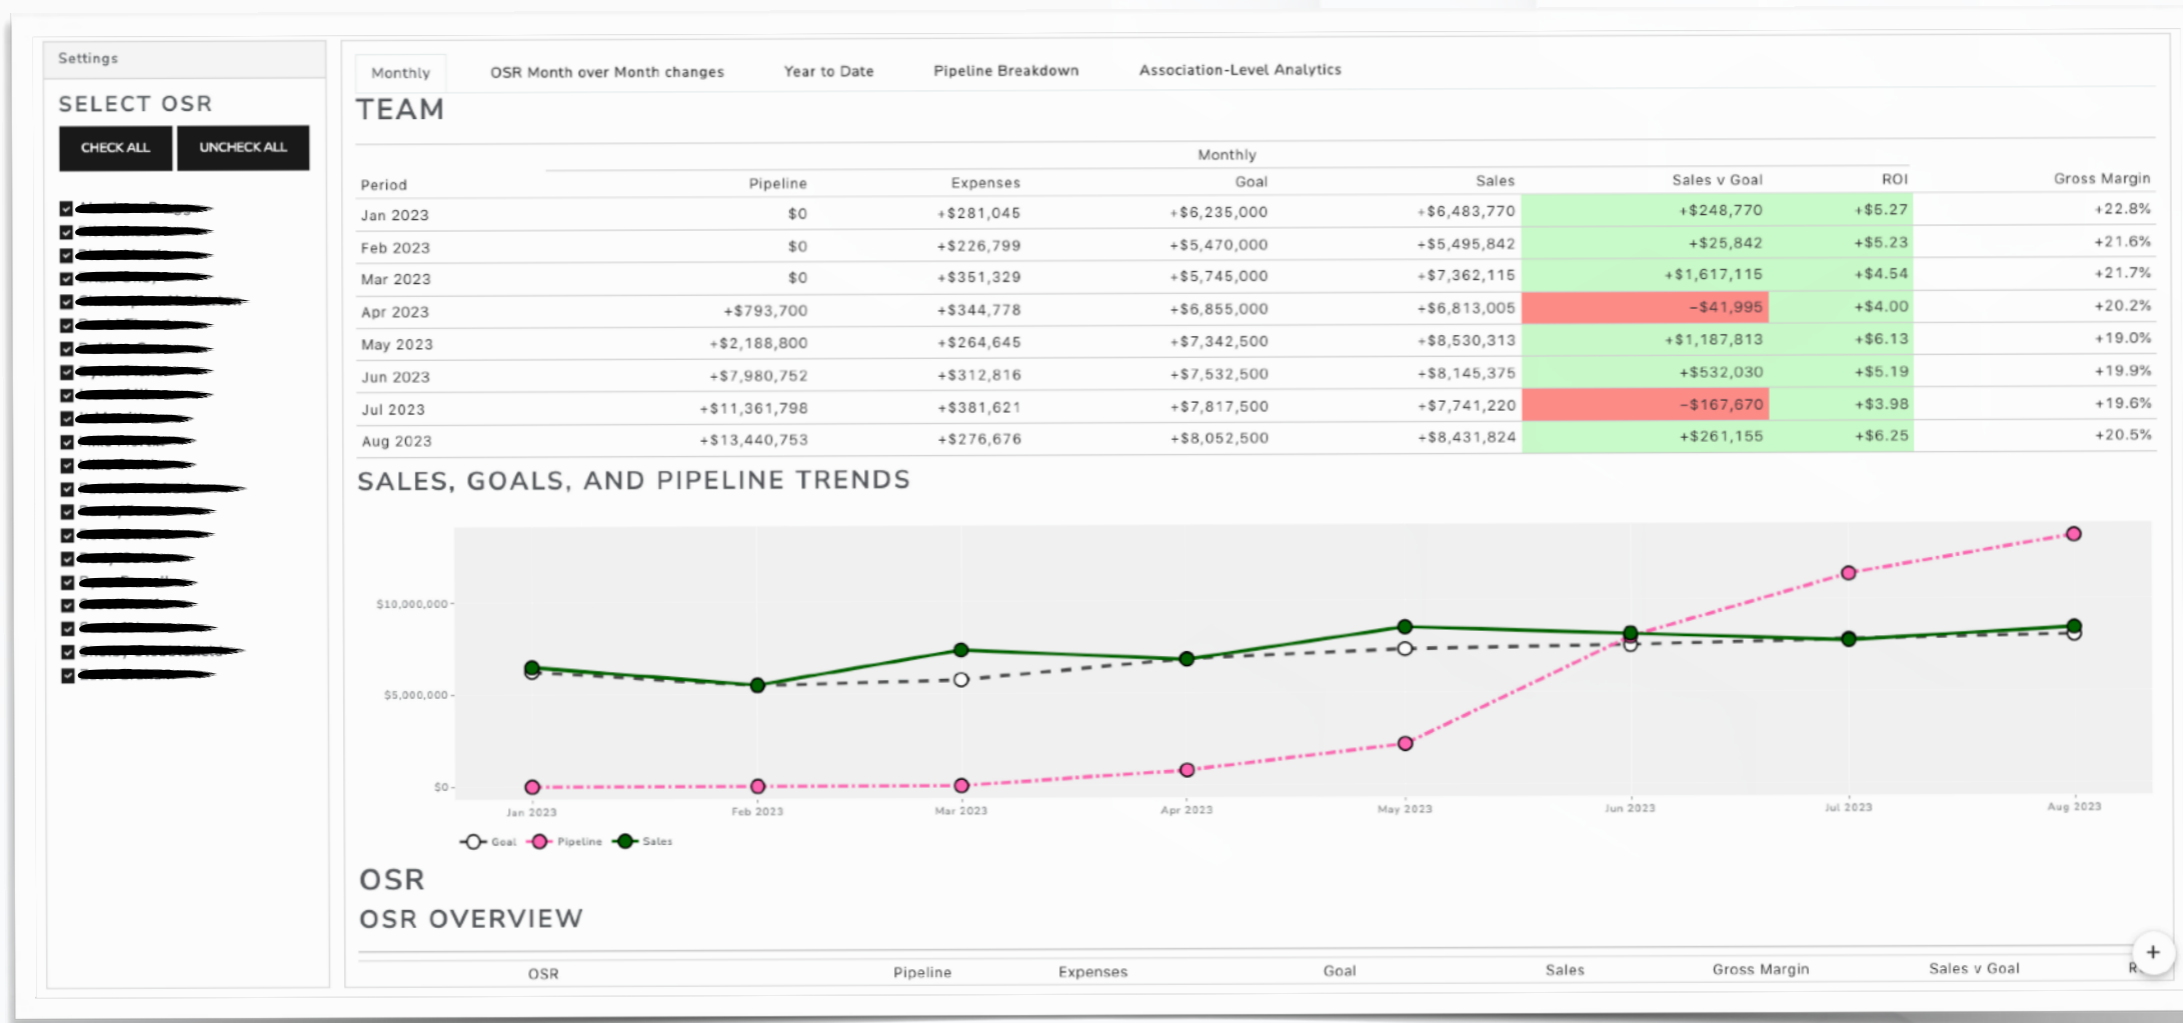 Settings
SELECT OSR
CHECK ALL UNCHECK ALL
Monthly OSR Month over Month changes Year to Date Pipeline Breakdown Association-Level Analytics
TEAM
Monthly
Period Pipeline Expenses Goal Sales Sales v Goal ROI Gross Margin
Jan 2023 $0 +$281,045 +$6,235,000 +$6,483,770 +$248,770 +$5.27 +22.8%
Feb 2023 $0 +$226,799 +$5,470,000 +$5,495,842 +$25,842 +$5.23 +21.6%
Mar 2023 $0 +$351,329 +$5,745,000 +$7,362,115 +$1,617,115 +$4.54 +21.7%
Apr 2023 +$793,700 +$344,778 +$6,855,000 +$6,813,005 −$41,995 +$4.00 +20.2%
May 2023 +$2,188,800 +$264,645 +$7,342,500 +$8,530,313 +$1,187,813 +$6.13 +19.0%
Jun 2023 +$7,980,752 +$312,816 +$7,532,500 +$8,145,375 +$532,030 +$5.19 +19.9%
Jul 2023 +$11,361,798 +$381,621 +$7,817,500 +$7,741,220 −$167,670 +$3.98 +19.6%
Aug 2023 +$13,440,753 +$276,676 +$8,052,500 +$8,431,824 +$261,155 +$6.25 +20.5%
SALES, GOALS, AND PIPELINE TRENDS
$10,000,000
$5,000,000
$0
Jan 2023 Feb 2023 Mar 2023 Apr 2023 May 2023 Jun 2023 Jul 2023 Aug 2023
Goal Pipeline Sales
OSR
OSR OVERVIEW
+
OSR Pipeline Expenses Goal Sales Gross Margin Sales v Goal